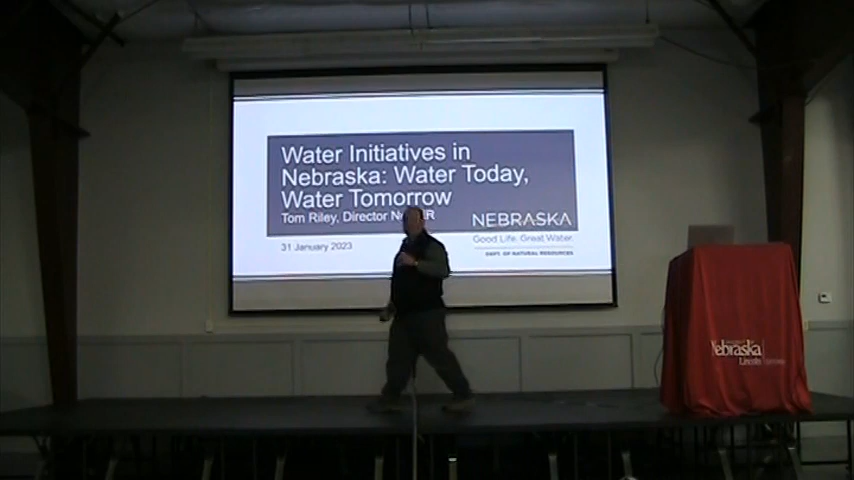 Water Initiatives in
Nebraska: Water Today,
Water Tomorrow
Tom Riley, Director
NEBRASKA
Good Life. Great Water.
DEPT. OF NATURAL RESOURCES
31 January 2023
Nebraska
Lincoln